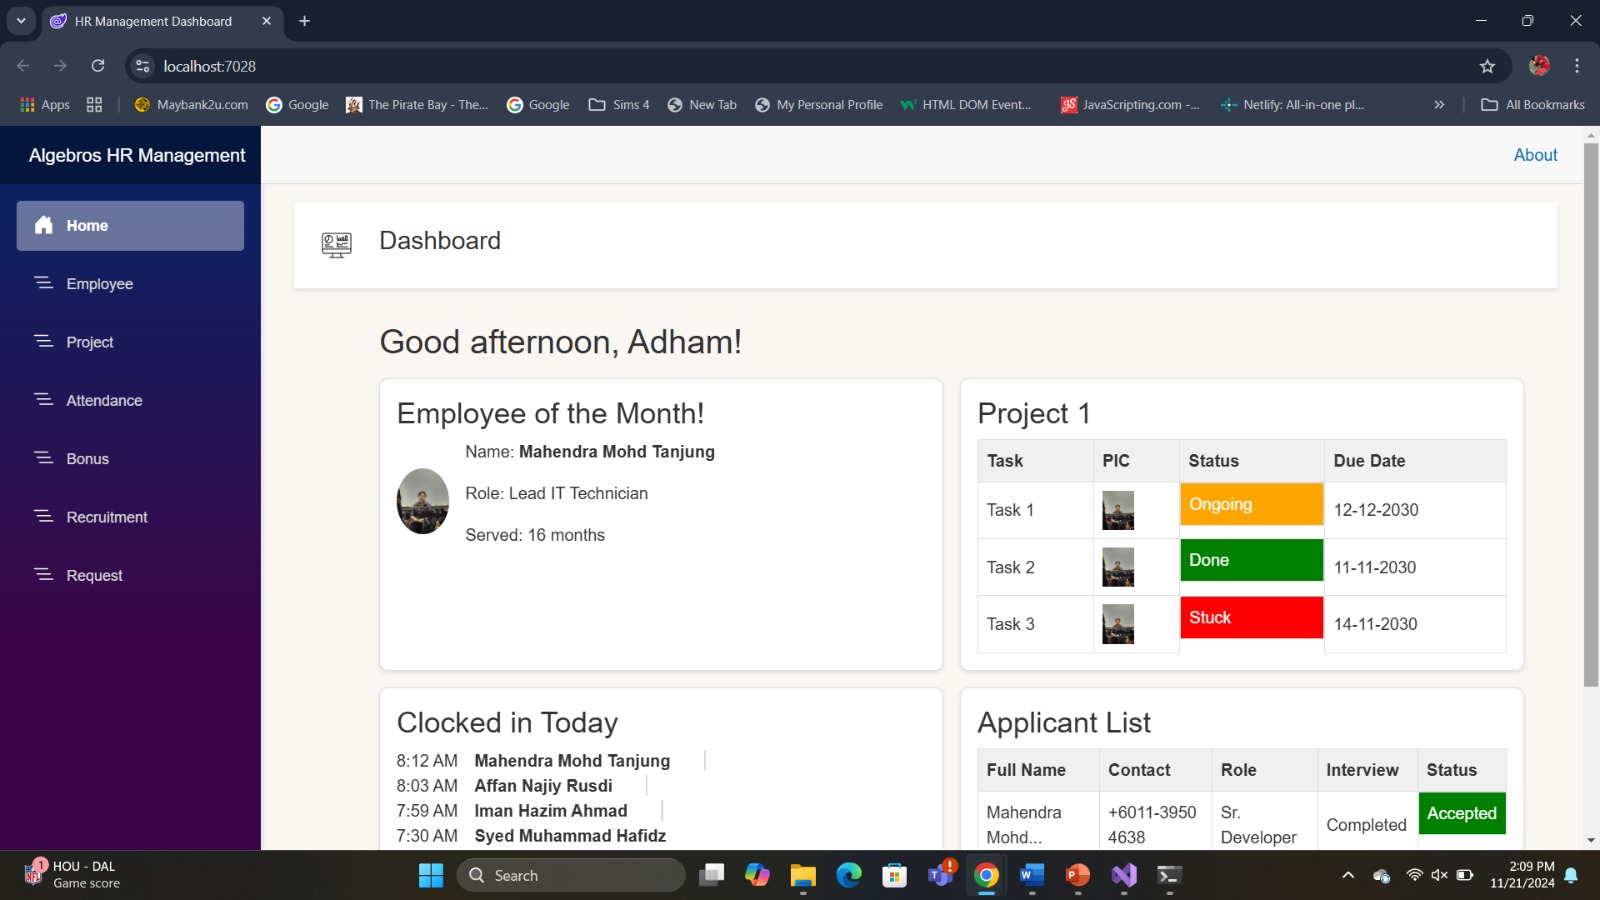 HR Management Dashboard
localhost:7028
Apps
Maybank2u.com
Google
The Pirate Bay - The...
Google
Sims 4
New Tab
My Personal Profile
HTML DOM Event...
JavaScripting.com -...
Netlify: All-in-one pl...
All Bookmarks
Algebros HR Management
About
Home
Employee
Project
Attendance
Bonus
Recruitment
Request
Dashboard
Good afternoon, Adham!
Employee of the Month!
Name: Mahendra Mohd Tanjung
Role: Lead IT Technician
Served: 16 months
Project 1
Task PIC Status Due Date
Task 1 Ongoing 12-12-2030
Task 2 Done 11-11-2030
Task 3 Stuck 14-11-2030
Clocked in Today
8:12 AM Mahendra Mohd Tanjung
8:03 AM Affan Najiy Rusdi
7:59 AM Iman Hazim Ahmad
7:30 AM Syed Muhammad Hafidz
Applicant List
Full Name Contact Role Interview Status
Mahendra Mohd... +6011-3950 4638 Sr. Developer Completed Accepted
1
HOU - DAL
Game score
Search
2:09 PM
11/21/2024